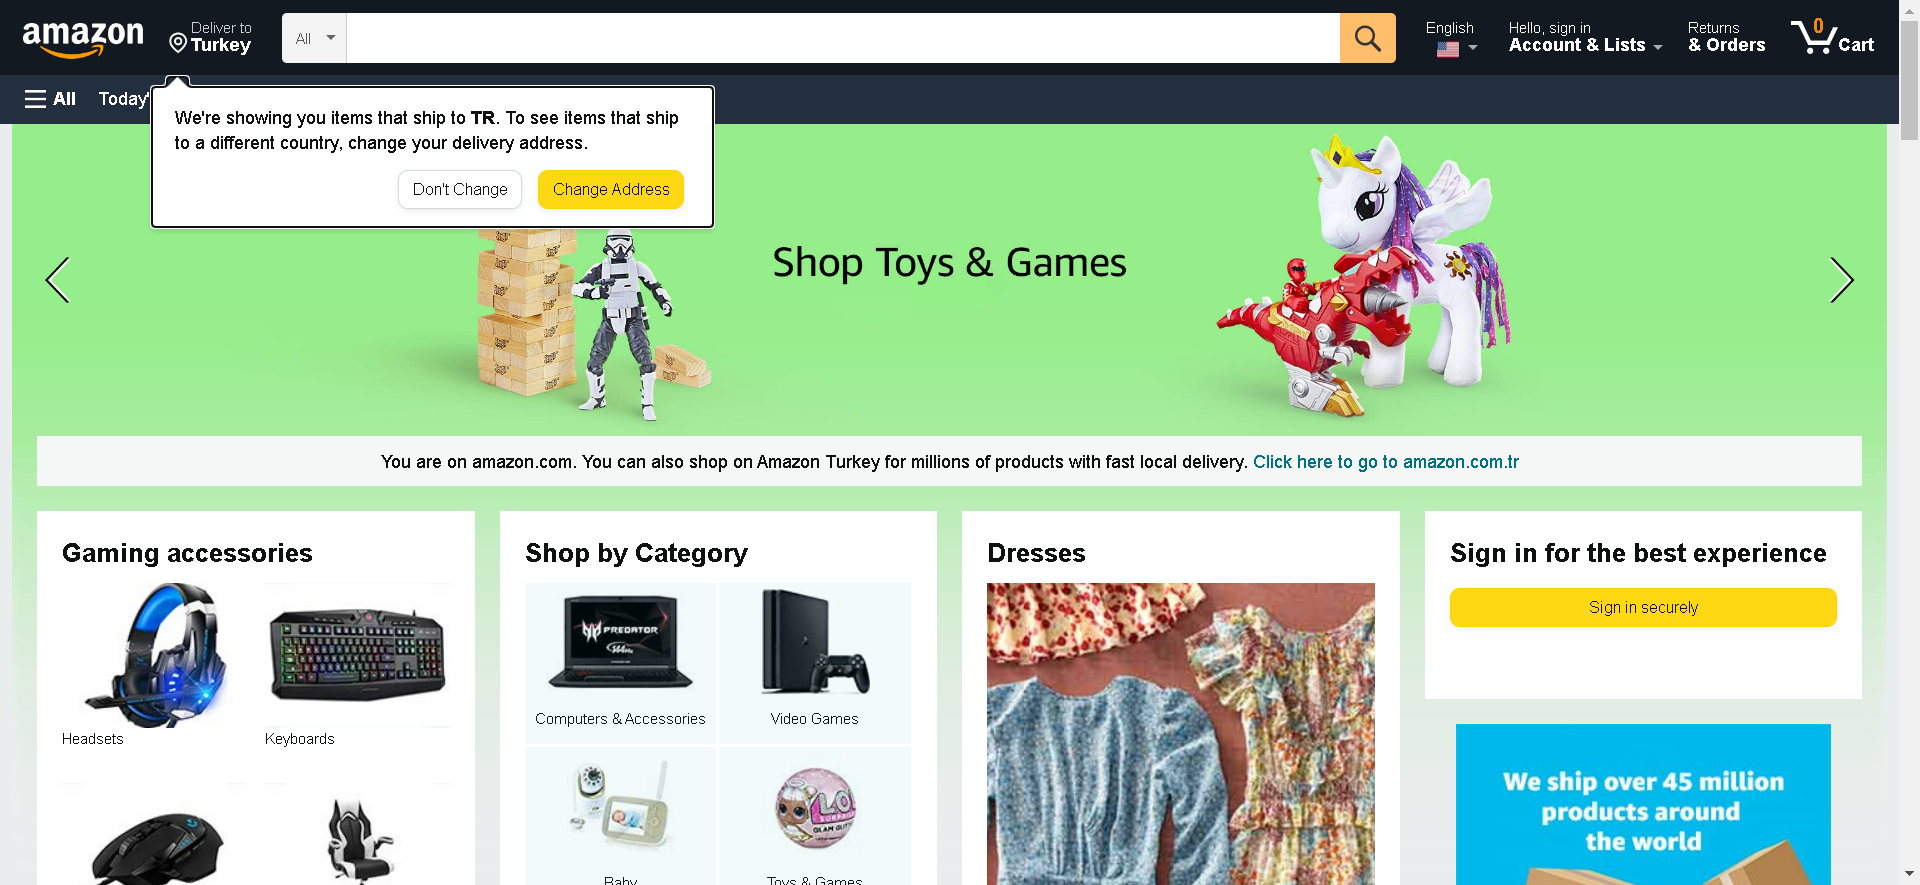 amazon
Deliver to
Turkey
All
English
Hello, sign in
Account & Lists
Returns
& Orders
0
Cart
All
Today'
We're showing you items that ship to TR. To see items that ship
to a different country, change your delivery address.
Don't Change
Change Address
Shop Toys & Games
You are on amazon.com. You can also shop on Amazon Turkey for millions of products with fast local delivery. Click here to go to amazon.com.tr
Gaming accessories
Headsets
Keyboards
Shop by Category
PREDATOR
144Hz
Computers & Accessories
Video Games
L.O.L.
SURPRISE
GLAM GLITTER
Baby
Toys & Games
Dresses
Sign in for the best experience
Sign in securely
We ship over 45 million
products around
the world